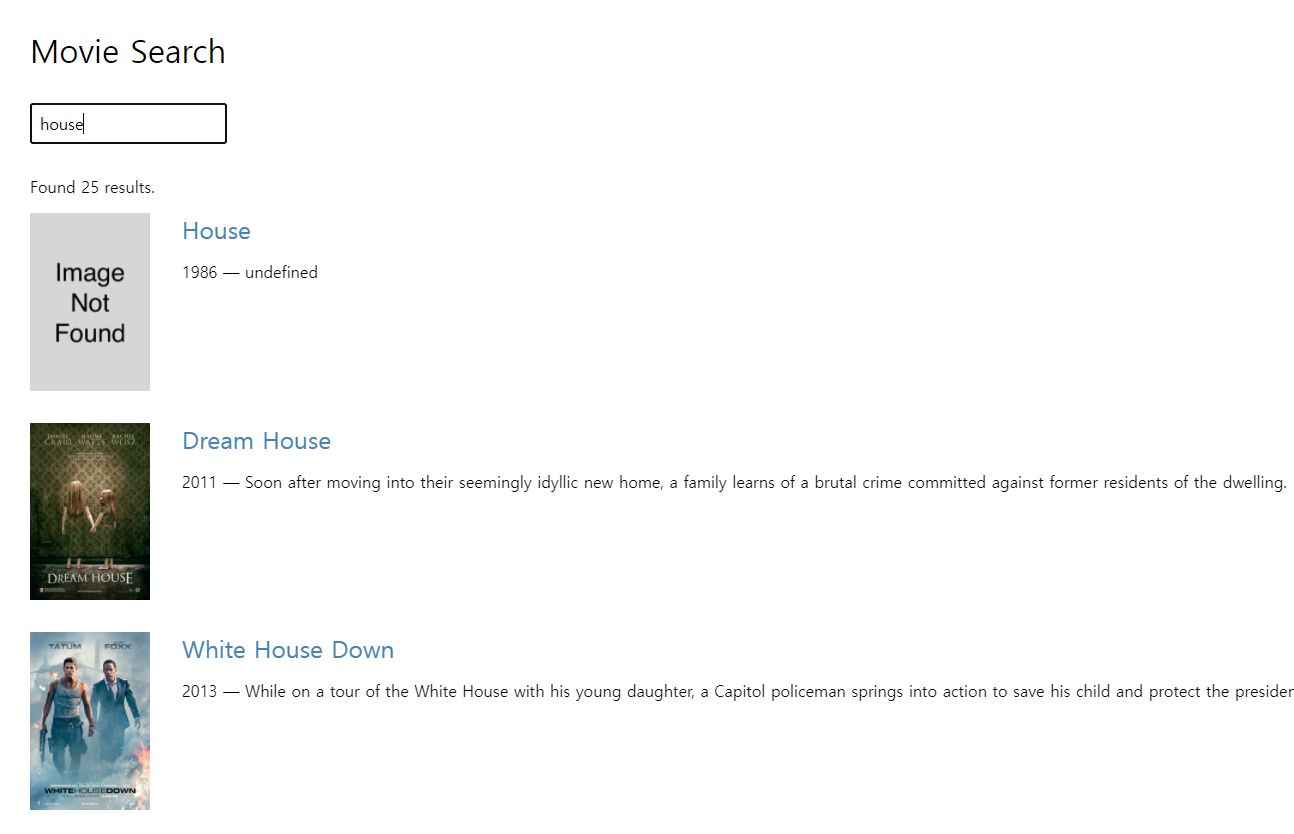 Movie Search
house
Found 25 results.
Image
Not
Found
House
1986 — undefined
DANIEL CRAIG NAOMI WATTS RACHEL WEISZ
DREAM HOUSE
Dream House
2011 — Soon after moving into their seemingly idyllic new home, a family learns of a brutal crime committed against former residents of the dwelling.
TATUM FOXX
WHITE HOUSE DOWN
White House Down
2013 — While on a tour of the White House with his young daughter, a Capitol policeman springs into action to save his child and protect the presiden